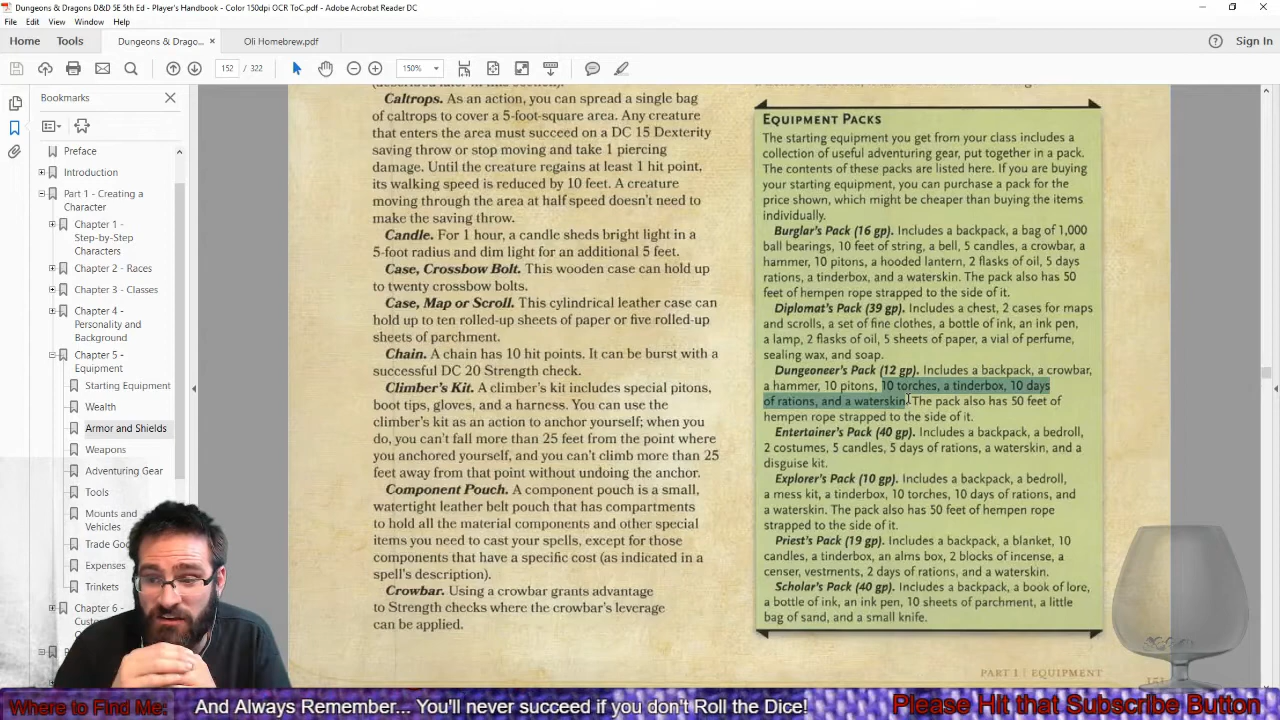 Dungeons & Dragons D&D 5E 5th Ed - Player's Handbook - Color 150dpi OCR ToC.pdf - Adobe Acrobat Reader DC
File Edit View Window Help
Home Tools Dungeons & Drago... Oli Homebrew.pdf Sign In
152 / 322 150%
Bookmarks
Preface
Introduction
Part 1 - Creating a
Character
Chapter 1 -
Step-by-Step
Characters
Chapter 2 - Races
Chapter 3 - Classes
Chapter 4 -
Personality and
Background
Chapter 5 -
Equipment
Starting Equipment
Wealth
Armor and Shields
Weapons
Adventuring Gear
Tools
Mounts and
Vehicles
Trade Goo
Expenses
Trinkets
Chapter 6 -
Custo
Optio
Caltrops. As an action, you can spread a single bag
of caltrops to cover a 5-foot-square area. Any creature
that enters the area must succeed on a DC 15 Dexterity
saving throw or stop moving and take 1 piercing
damage. Until the creature regains at least 1 hit point,
its walking speed is reduced by 10 feet. A creature
moving through the area at half speed doesn't need to
make the saving throw.
Candle. For 1 hour, a candle sheds bright light in a
5-foot radius and dim light for an additional 5 feet.
Case, Crossbow Bolt. This wooden case can hold up
to twenty crossbow bolts.
Case, Map or Scroll. This cylindrical leather case can
hold up to ten rolled-up sheets of paper or five rolled-up
sheets of parchment.
Chain. A chain has 10 hit points. It can be burst with a
successful DC 20 Strength check.
Climber's Kit. A climber's kit includes special pitons,
boot tips, gloves, and a harness. You can use the
climber's kit as an action to anchor yourself; when you
do, you can't fall more than 25 feet from the point where
you anchored yourself, and you can't climb more than 25
feet away from that point without undoing the anchor.
Component Pouch. A component pouch is a small,
watertight leather belt pouch that has compartments
to hold all the material components and other special
items you need to cast your spells, except for those
components that have a specific cost (as indicated in a
spell's description).
Crowbar. Using a crowbar grants advantage
to Strength checks where the crowbar's leverage
can be applied.
EQUIPMENT PACKS
The starting equipment you get from your class includes a
collection of useful adventuring gear, put together in a pack.
The contents of these packs are listed here. If you are buying
your starting equipment, you can purchase a pack for the
price shown, which might be cheaper than buying the items
individually.
Burglar's Pack (16 gp). Includes a backpack, a bag of 1,000
ball bearings, 10 feet of string, a bell, 5 candles, a crowbar, a
hammer, 10 pitons, a hooded lantern, 2 flasks of oil, 5 days
rations, a tinderbox, and a waterskin. The pack also has 50
feet of hempen rope strapped to the side of it.
Diplomat's Pack (39 gp). Includes a chest, 2 cases for maps
and scrolls, a set of fine clothes, a bottle of ink, an ink pen,
a lamp, 2 flasks of oil, 5 sheets of paper, a vial of perfume,
sealing wax, and soap.
Dungeoneer's Pack (12 gp). Includes a backpack, a crowbar,
a hammer, 10 pitons, 10 torches, a tinderbox, 10 days
of rations, and a waterskin. The pack also has 50 feet of
hempen rope strapped to the side of it.
Entertainer's Pack (40 gp). Includes a backpack, a bedroll,
2 costumes, 5 candles, 5 days of rations, a waterskin, and a
disguise kit.
Explorer's Pack (10 gp). Includes a backpack, a bedroll,
a mess kit, a tinderbox, 10 torches, 10 days of rations, and
a waterskin. The pack also has 50 feet of hempen rope
strapped to the side of it.
Priest's Pack (19 gp). Includes a backpack, a blanket, 10
candles, a tinderbox, an alms box, 2 blocks of incense, a
censer, vestments, 2 days of rations, and a waterskin.
Scholar's Pack (40 gp). Includes a backpack, a book of lore,
a bottle of ink, an ink pen, 10 sheets of parchment, a little
bag of sand, and a small knife.
PART 1 | EQUIPMENT
Where to Find Me: And Always Remember... You'll never succeed if you don't Roll the Dice! Please Hit that Subscribe Button